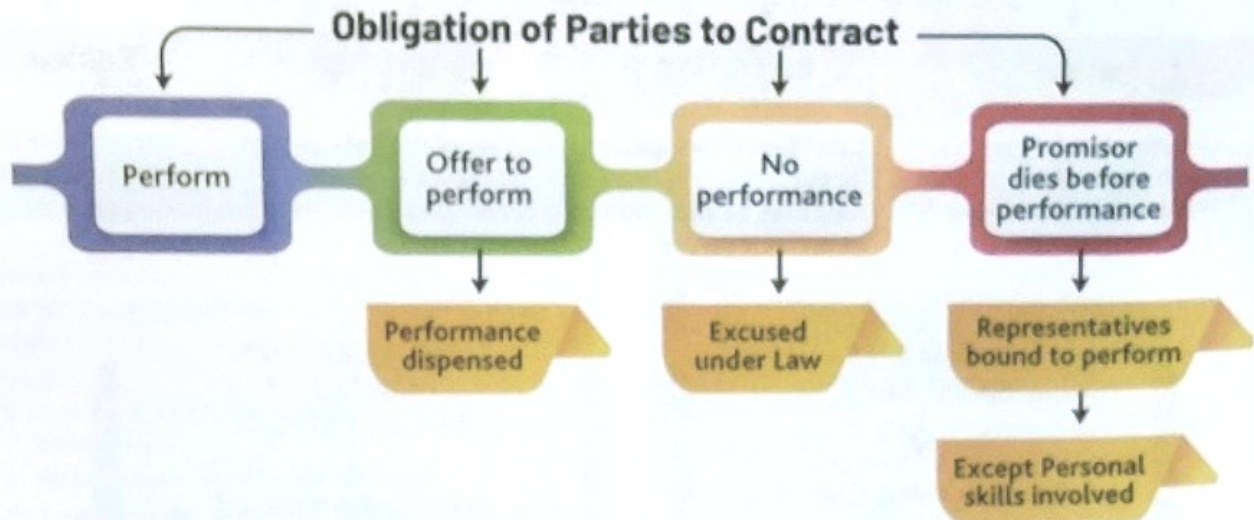 Obligation of Parties to Contract
Perform
Offer to
perform
No
performance
Promisor
dies before
performance
Performance
dispensed
Excused
under Law
Representatives
bound to perform
Except Personal
skills involved